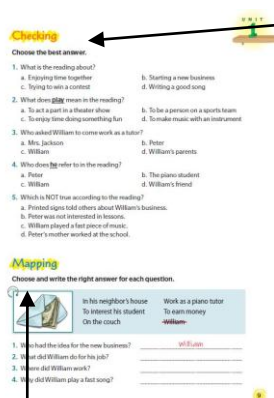 UNIT
1
Checking
Choose the best answer.
1. What is the reading about?
a. Enjoying time together
b. Starting a new business
c. Trying to win a contest
d. Writing a good song
2. What does play mean in the reading?
a. To act a part in a theater show
b. To be a person on a sports team
c. To enjoy time doing something fun
d. To make music with an instrument
3. Who asked William to come work as a tutor?
a. Mrs. Jackson
b. Peter
c. William
d. William's parents
4. Who does he refer to in the reading?
a. Peter
b. The piano student
c. William
d. William's friend
5. Which is NOT true according to the reading?
a. Printed signs told others about William's business.
b. Peter was not interested in lessons.
c. William played a fast piece of music.
d. Peter's mother worked at the school.
Mapping
Choose and write the right answer for each question.
In his neighbor's house
Work as a piano tutor
To interest his student
To earn money
On the couch
William
1. Who had the idea for the new business?
William
2. What did William do for his job?
3. Where did William work?
4. Why did William play a fast song?
9